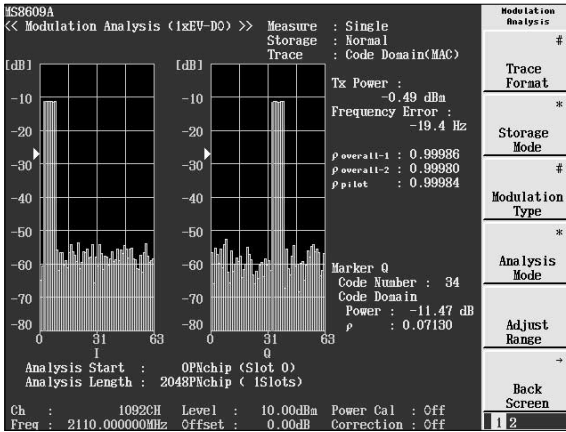 MS8609A
<< Modulation Analysis (1xEV-DO) >> Measure : Single
Storage : Normal
Trace : Code Domain(MAC)
[dB] [dB]
Tx Power :
-0.49 dBm
Frequency Error :
-19.4 Hz
ρ overall-1 : 0.99986
ρ overall-2 : 0.99980
ρ pilot : 0.99984
-10 -10
-20 -20
-30 -30
-40 -40
-50 -50
-60 -60
-70 -70
-80 -80
0 31 63 0 31 63
I Q
Marker Q
Code Number : 34
Code Domain
Power : -11.47 dB
ρ : 0.07130
Analysis Start : 0PNchip (Slot 0)
Analysis Length : 2048PNchip ( 1Slots)
Ch : 1092CH Level : 10.00dBm Power Cal : Off
Freq : 2110.000000MHz Offset : 0.00dB Correction : Off
Modulation
Analysis
#
Trace
Format
*
Storage
Mode
#
Modulation
Type
*
Analysis
Mode
Adjust
Range
→
Back
Screen
1 2